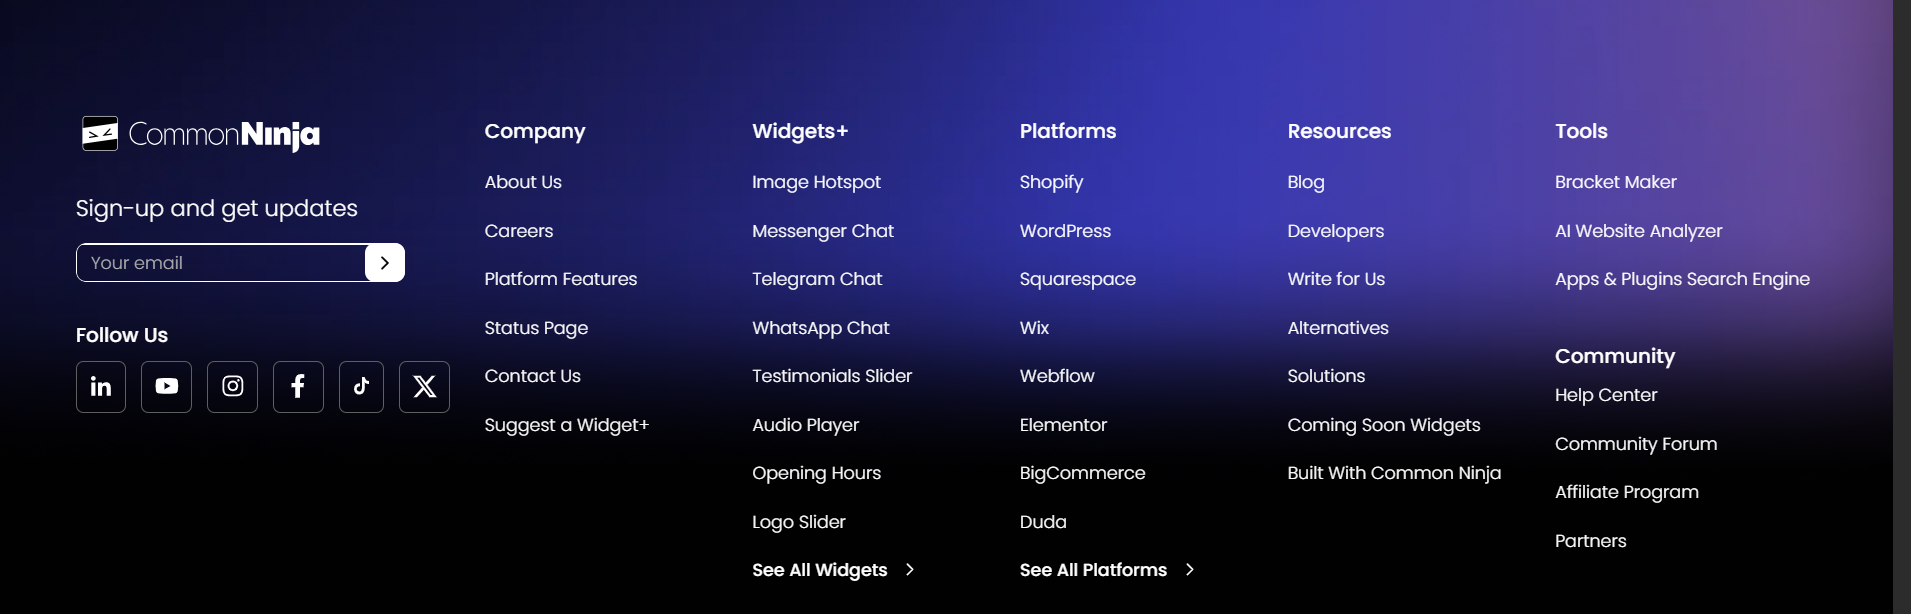 CommonNinja
Sign-up and get updates
Your email
Follow Us
Company
About Us
Careers
Platform Features
Status Page
Contact Us
Suggest a Widget+
Widgets+
Image Hotspot
Messenger Chat
Telegram Chat
WhatsApp Chat
Testimonials Slider
Audio Player
Opening Hours
Logo Slider
See All Widgets
Platforms
Shopify
WordPress
Squarespace
Wix
Webflow
Elementor
BigCommerce
Duda
See All Platforms
Resources
Blog
Developers
Write for Us
Alternatives
Solutions
Coming Soon Widgets
Built With Common Ninja
Tools
Bracket Maker
AI Website Analyzer
Apps & Plugins Search Engine
Community
Help Center
Community Forum
Affiliate Program
Partners